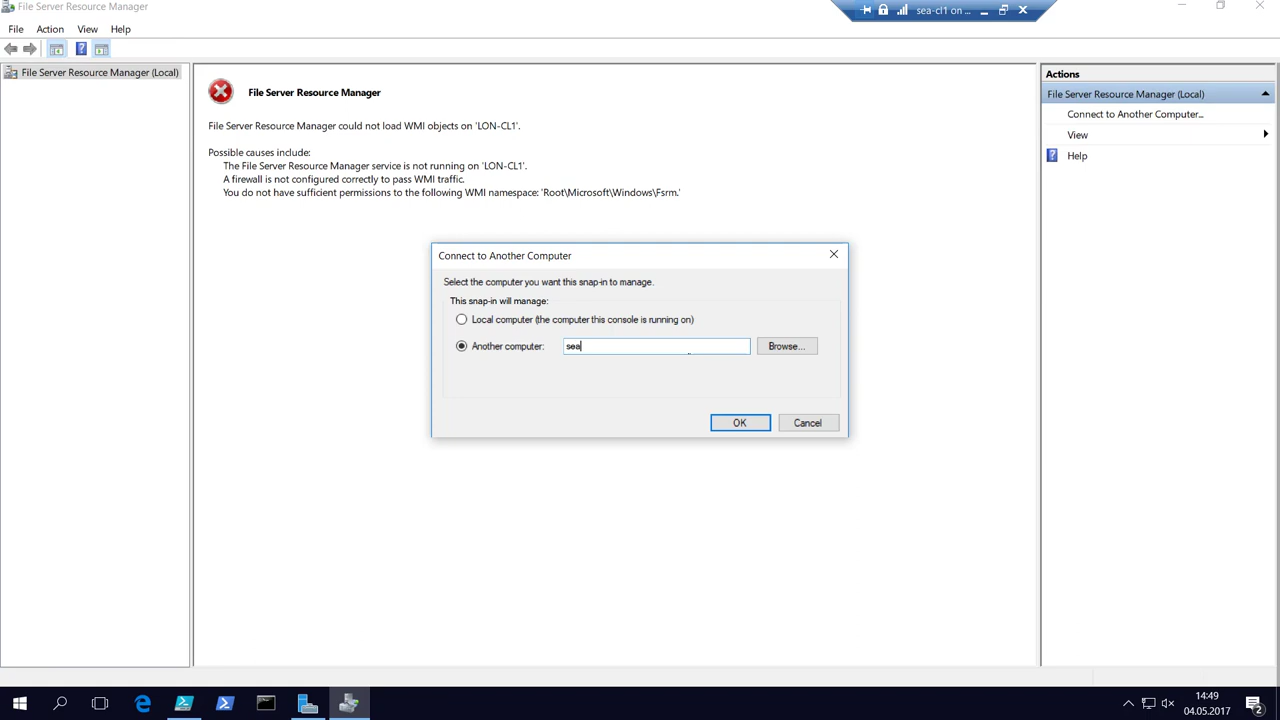 File Server Resource Manager
sea-cl1 on ...
File Action View Help
File Server Resource Manager (Local)
File Server Resource Manager
File Server Resource Manager could not load WMI objects on 'LON-CL1'.
Possible causes include:
The File Server Resource Manager service is not running on 'LON-CL1'.
A firewall is not configured correctly to pass WMI traffic.
You do not have sufficient permissions to the following WMI namespace: 'Root\Microsoft\Windows\Fsrm.'
Connect to Another Computer
Select the computer you want this snap-in to manage.
This snap-in will manage:
Local computer (the computer this console is running on)
Another computer: sea Browse...
OK Cancel
Actions
File Server Resource Manager (Local)
Connect to Another Computer...
View
Help
14:49
04.05.2017
2